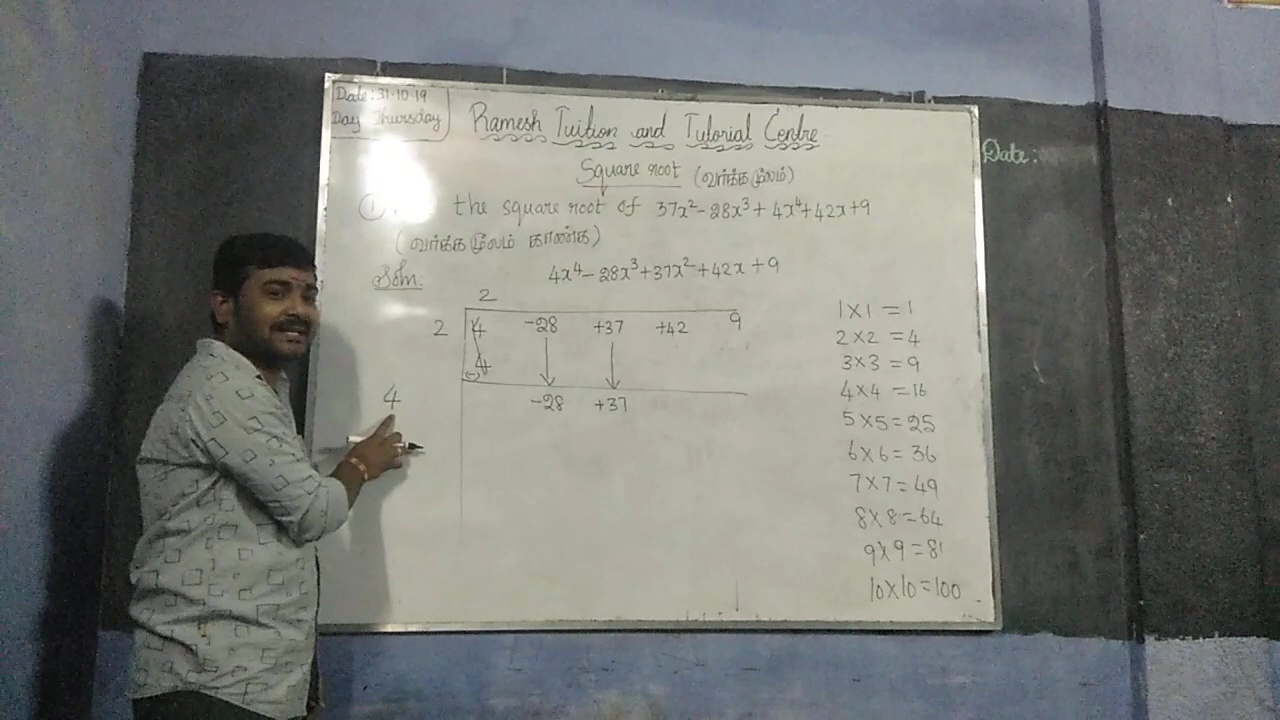 Date: 31.10.19
Day Thursday
Ramesh Tuition and Tutorial Centre
Square root (வர்க்கமூலம்)
① the square root of 37x² - 28x³ + 4x⁴ + 42x + 9
(வர்க்கமூலம் காண்க)
Soln:
4x⁴ - 28x³ + 37x² + 42x + 9
2
2 4 -28 +37 +42 9
4
(-)
4 -28 +37
1 x 1 = 1
2 x 2 = 4
3 x 3 = 9
4 x 4 = 16
5 x 5 = 25
6 x 6 = 36
7 x 7 = 49
8 x 8 = 64
9 x 9 = 81
10 x 10 = 100
Date: